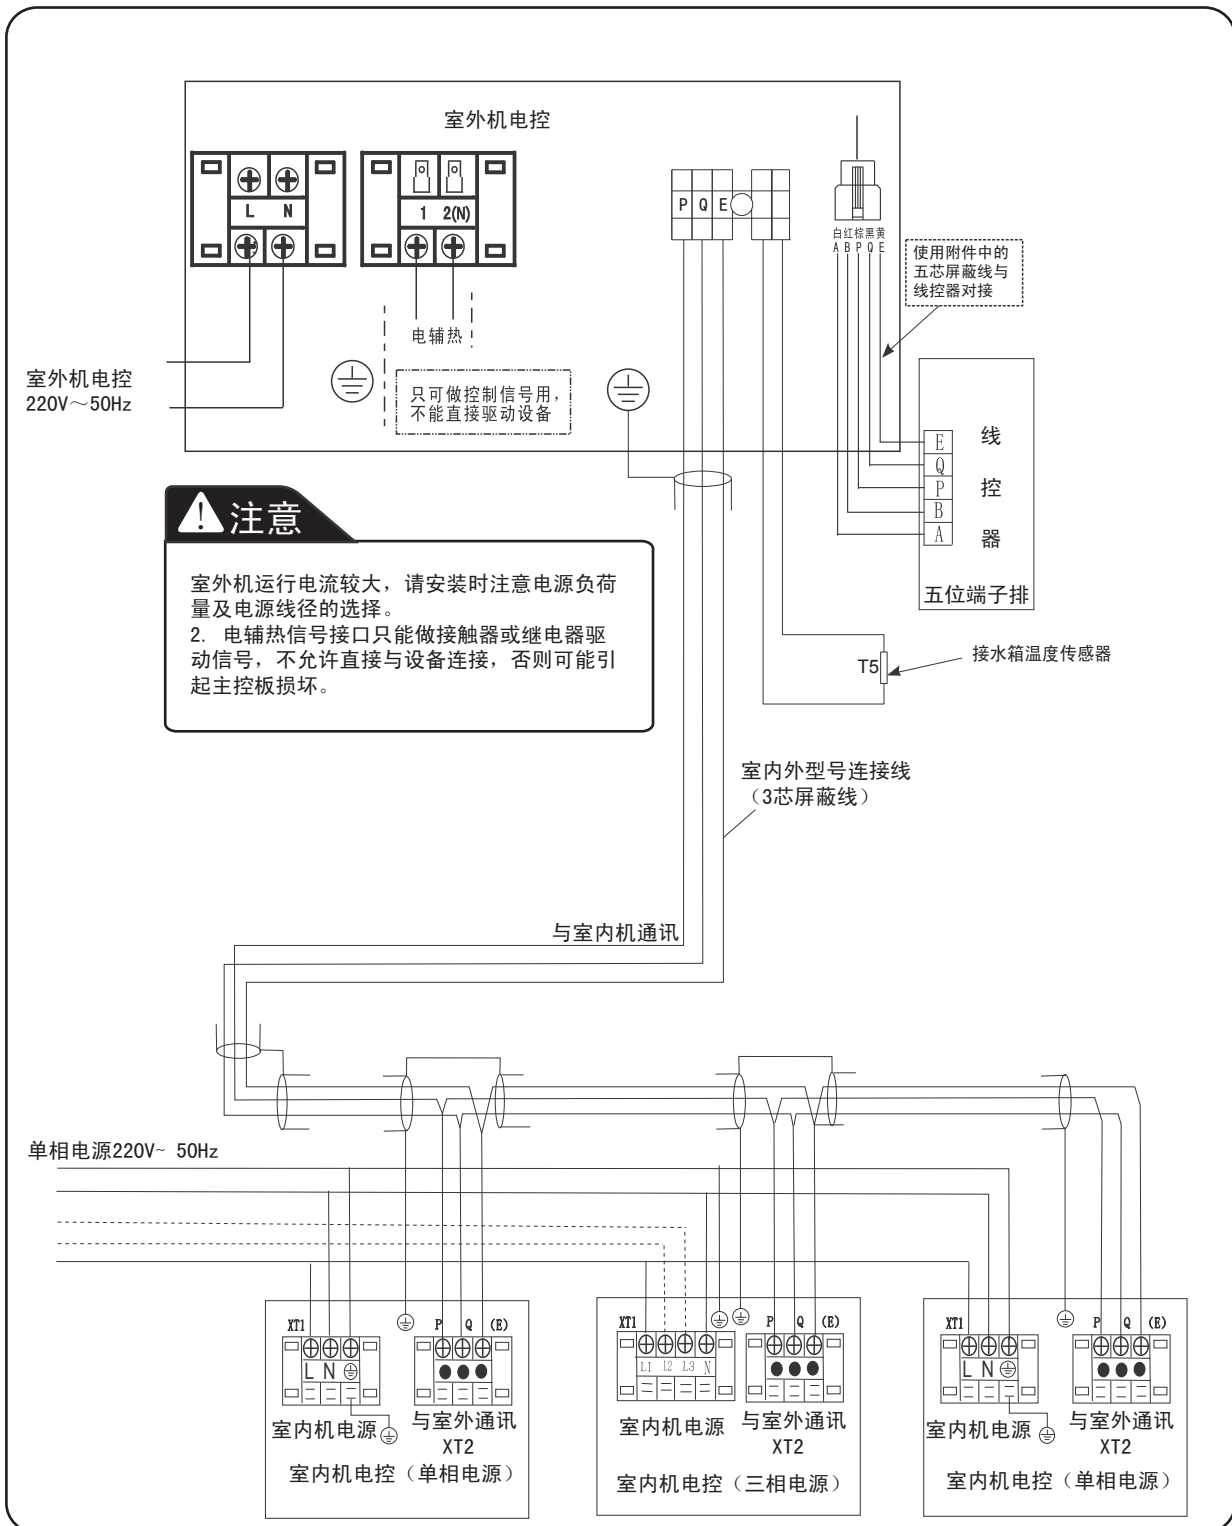 室外机电控
L N
1 2(N)
电辅热
室外机电控
220V～50Hz
只可做控制信号用，
不能直接驱动设备
P Q E
白红棕黑黄
A B P Q E
使用附件中的
五芯屏蔽线与
线控器对接
E
Q
P
B
A
线
控
器
五位端子排
注意
室外机运行电流较大，请安装时注意电源负荷
量及电源线径的选择。
2. 电辅热信号接口只能做接触器或继电器驱
动信号，不允许直接与设备连接，否则可能引
起主控板损坏。
T5
接水箱温度传感器
室内外型号连接线
（3芯屏蔽线）
与室内机通讯
单相电源220V~ 50Hz
XT1
P Q (E)
L N
室内机电源
与室外通讯
XT2
室内机电控（单相电源）
XT1
P Q (E)
L1 L2 L3 N
室内机电源
与室外通讯
XT2
室内机电控（三相电源）
XT1
P Q (E)
L N
室内机电源
与室外通讯
XT2
室内机电控（单相电源）